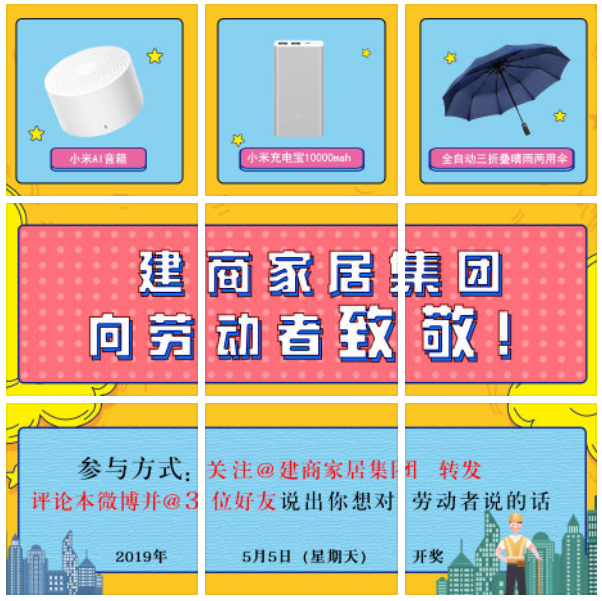 小米AI音箱
小米充电宝10000mah
全自动三折叠晴雨两用伞
建商家居集团
向劳动者致敬!
参与方式:关注@建商家居集团 转发
评论本微博并@3位好友说出你想对劳动者说的话
2019年 5月5日 (星期天) 开奖